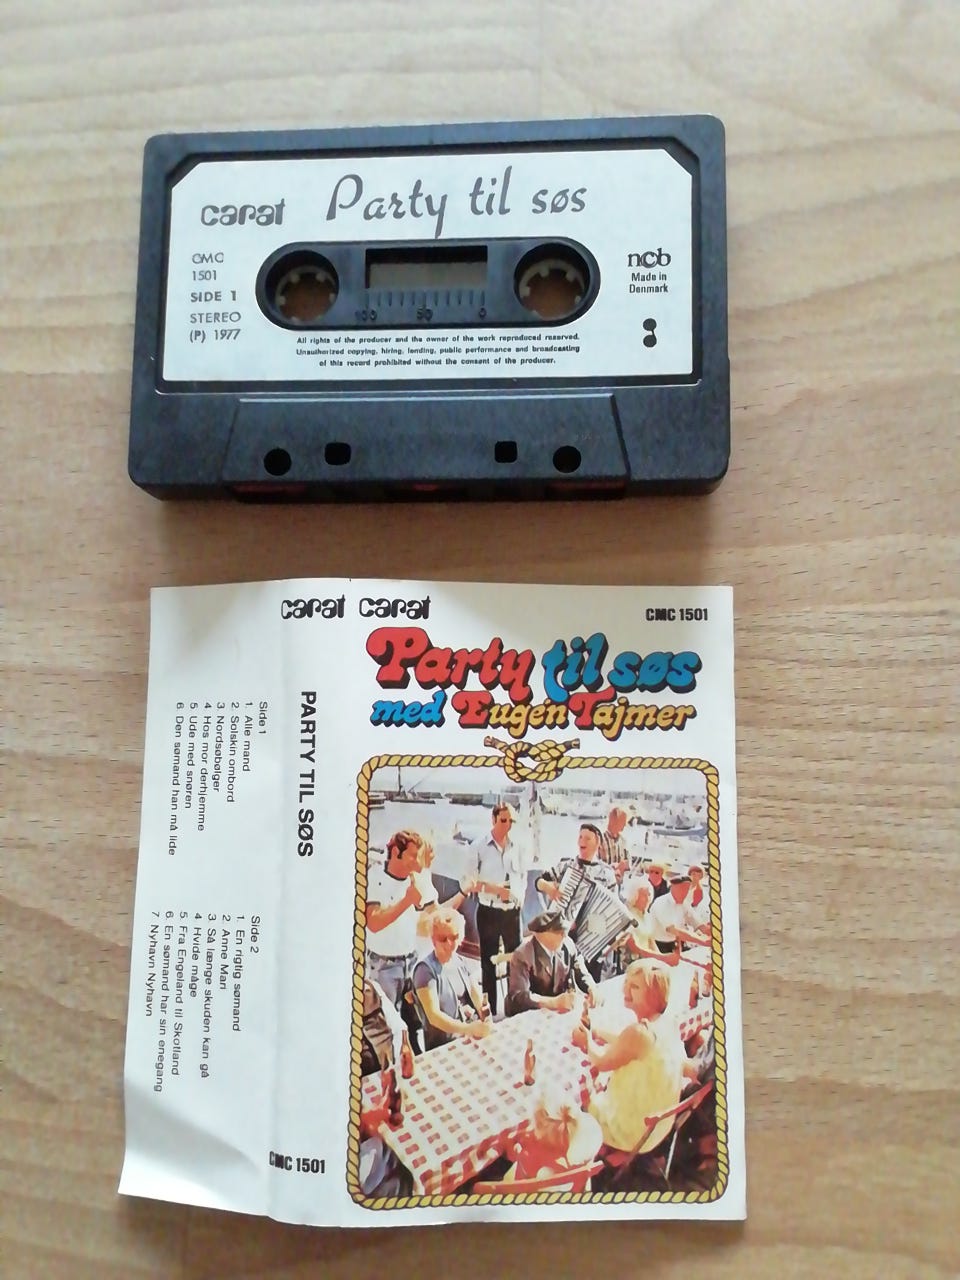 carat
Party til søs
CMC
1501
SIDE 1
STEREO
(P) 1977
ncb
Made in
Denmark
100 50 0
All rights of the producer and the owner of the work reproduced reserved.
Unauthorized copying, hiring, lending, public performance and broadcasting
of this record prohibited without the consent of the producer.
carat
carat
CMC 1501
Party til søs
med Eugen Tajmer
PARTY TIL SØS
CMC 1501
Side 1
1. Alle mand
2. Solskin ombord
3. Nordsøbølger
4 Hos mor derhjemme
5 Ude med snøren
6 Den sømand han må lide
Side 2
1. En rigtig sømand
2 Anne Mari
3 Så længe skuden kan gå
4 Hvide måge
5 Fra Engeland til Skotland
6. En sømand har sin enegang
7 Nyhavn Nyhavn